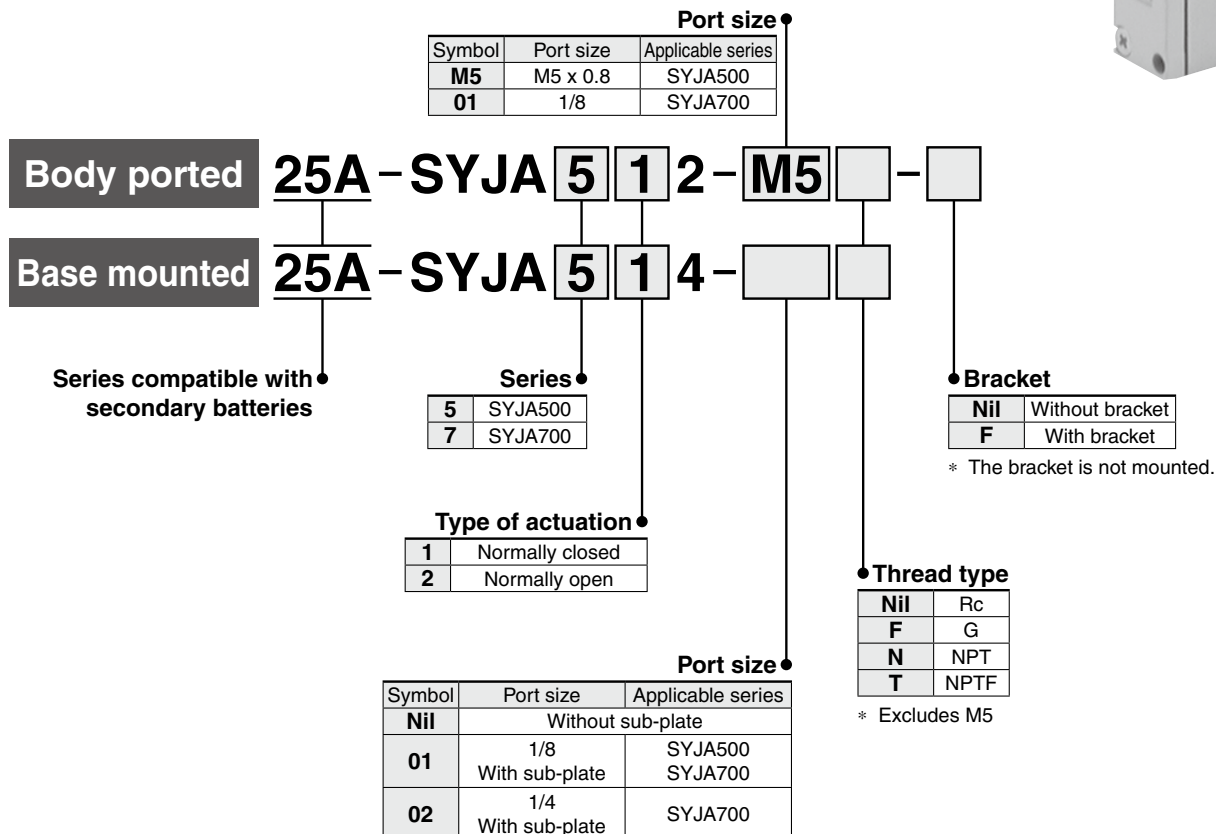 Port size
Symbol Port size Applicable series
M5 M5 x 0.8 SYJA500
01 1/8 SYJA700
Body ported 25A-SYJA 5 1 2-M5 -
Base mounted 25A-SYJA 5 1 4-
Series compatible with
secondary batteries
Series
5 SYJA500
7 SYJA700
Bracket
Nil Without bracket
F With bracket
* The bracket is not mounted.
Type of actuation
1 Normally closed
2 Normally open
Thread type
Nil Rc
F G
N NPT
T NPTF
* Excludes M5
Port size
Symbol Port size Applicable series
Nil Without sub-plate
01 1/8 With sub-plate SYJA500 SYJA700
02 1/4 With sub-plate SYJA700